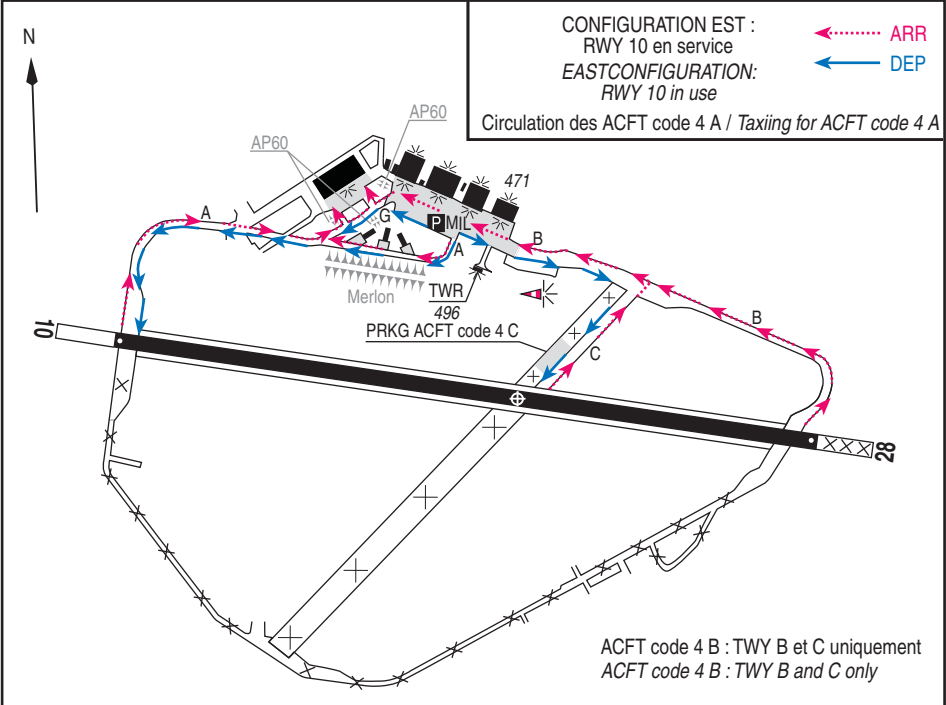 CONFIGURATION EST :
RWY 10 en service
EASTCONFIGURATION:
RWY 10 in use
ARR
DEP
Circulation des ACFT code 4 A / Taxiing for ACFT code 4 A
N
AP60
AP60
471
A
G
P MIL
A
B
Merlon
TWR
496
PRKG ACFT code 4 C
B
C
10
28
ACFT code 4 B : TWY B et C uniquement
ACFT code 4 B : TWY B and C only